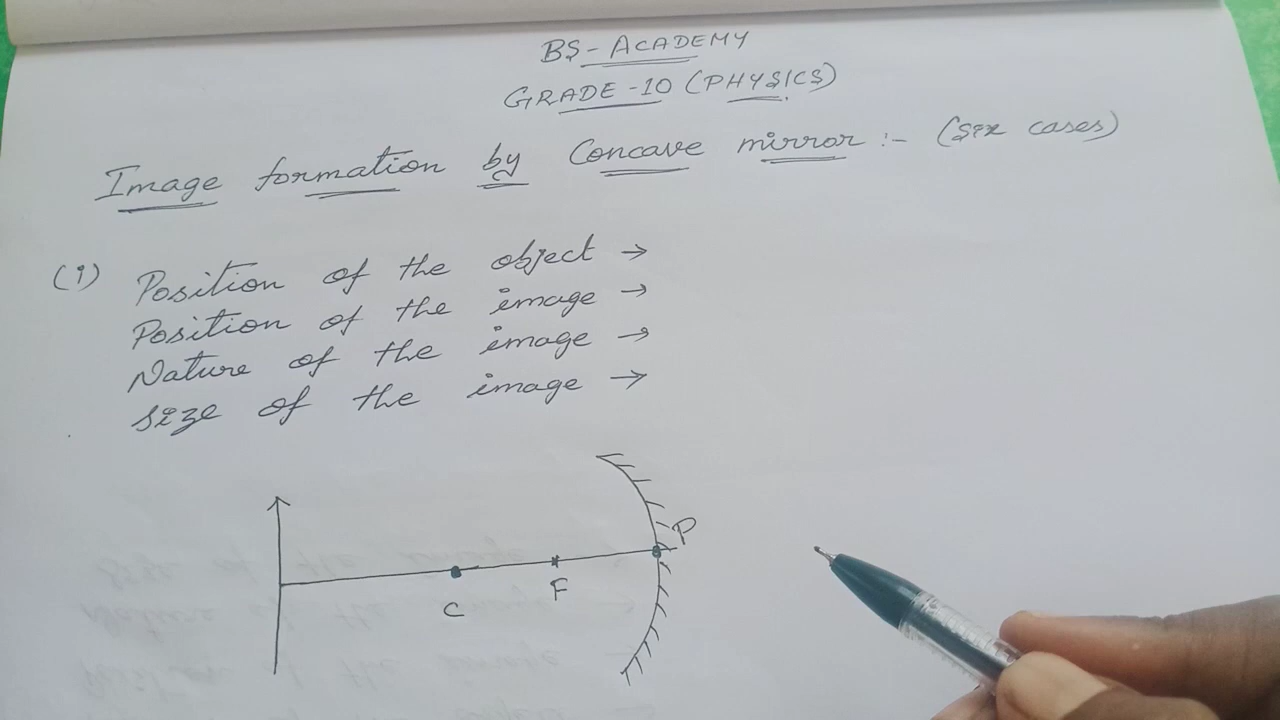 BS-ACADEMY
GRADE-10 (PHYSICS)
Image formation by Concave mirror :- (six cases)
(i) Position of the object →
Position of the image →
Nature of the image →
size of the image →
P
C
F